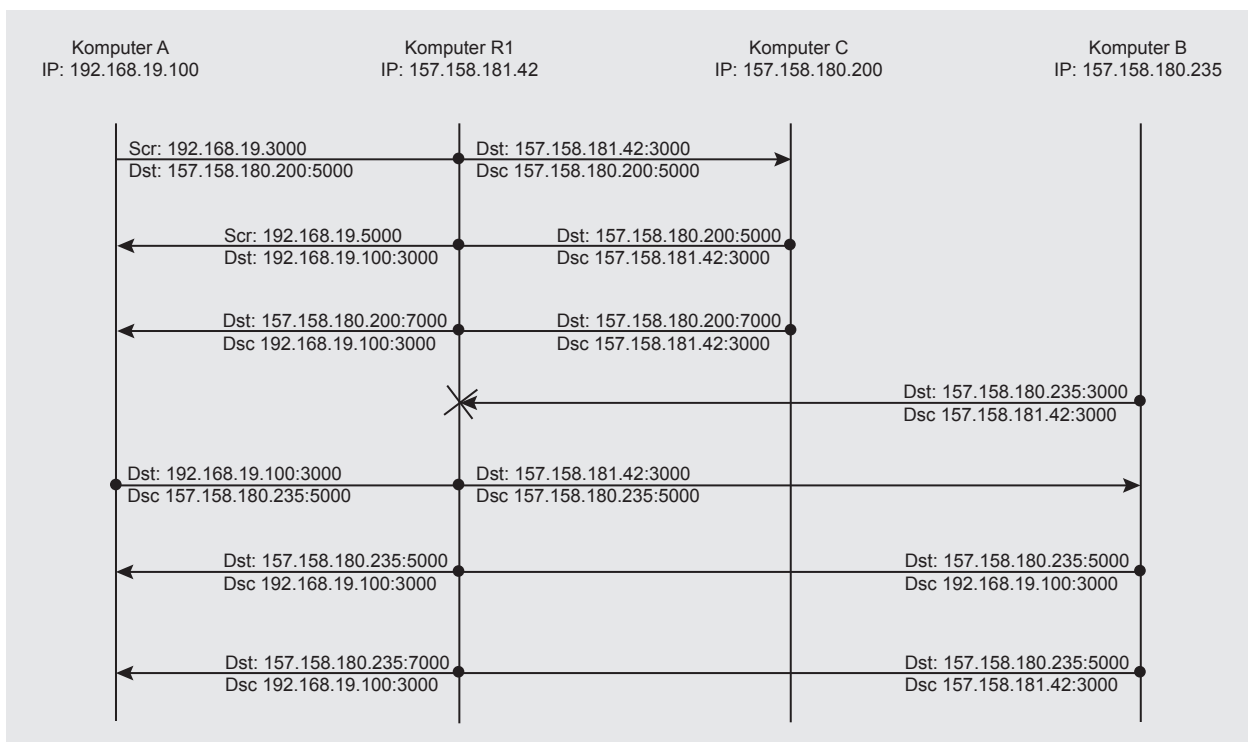 Komputer A
IP: 192.168.19.100
Komputer R1
IP: 157.158.181.42
Komputer C
IP: 157.158.180.200
Komputer B
IP: 157.158.180.235
Scr: 192.168.19.3000
Dst: 157.158.180.200:5000
Dst: 157.158.181.42:3000
Dsc 157.158.180.200:5000
Scr: 192.168.19.5000
Dst: 192.168.19.100:3000
Dst: 157.158.180.200:5000
Dsc 157.158.181.42:3000
Dst: 157.158.180.200:7000
Dsc 192.168.19.100:3000
Dst: 157.158.180.200:7000
Dsc 157.158.181.42:3000
Dst: 157.158.180.235:3000
Dsc 157.158.181.42:3000
Dst: 192.168.19.100:3000
Dsc 157.158.180.235:5000
Dst: 157.158.181.42:3000
Dsc 157.158.180.235:5000
Dst: 157.158.180.235:5000
Dsc 192.168.19.100:3000
Dst: 157.158.180.235:5000
Dsc 192.168.19.100:3000
Dst: 157.158.180.235:7000
Dsc 192.168.19.100:3000
Dst: 157.158.180.235:5000
Dsc 157.158.181.42:3000